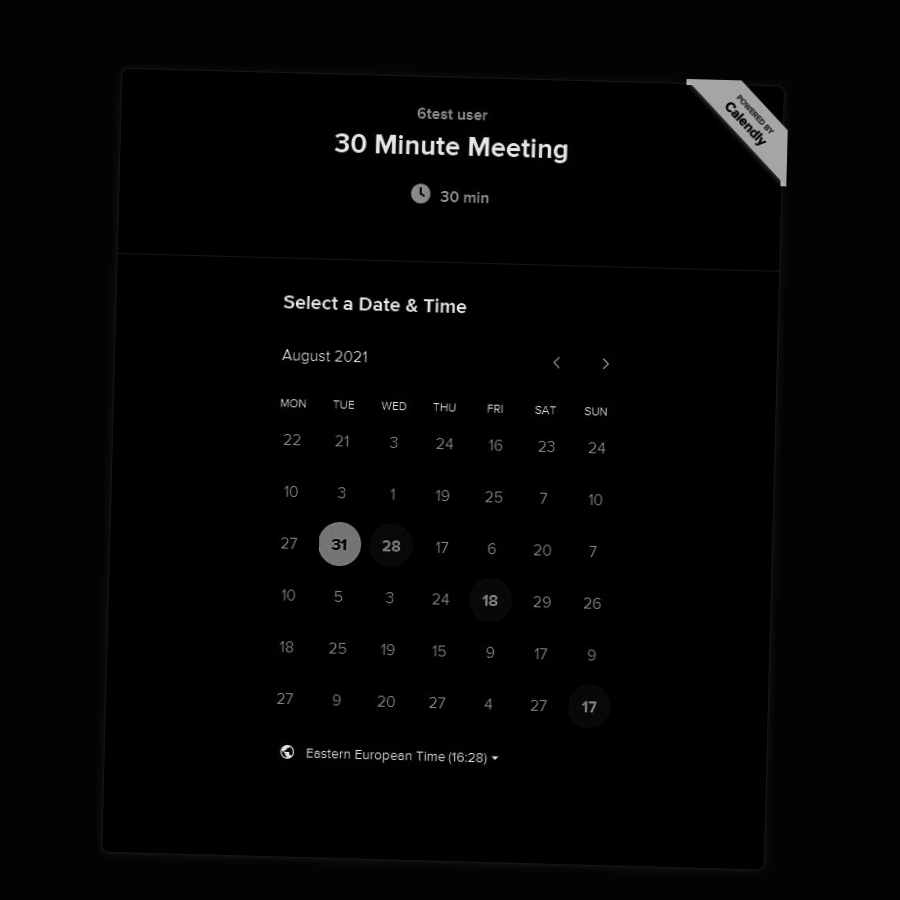 6test user
POWERED BY
Calendly
30 Minute Meeting
30 min
Select a Date & Time
August 2021
MON TUE WED THU FRI SAT SUN
22 21 3 24 16 23 24
10 3 1 19 25 7 10
27 31 28 17 6 20 7
10 5 3 24 18 29 26
18 25 19 15 9 17 9
27 9 20 27 4 27 17
Eastern European Time (16:28)